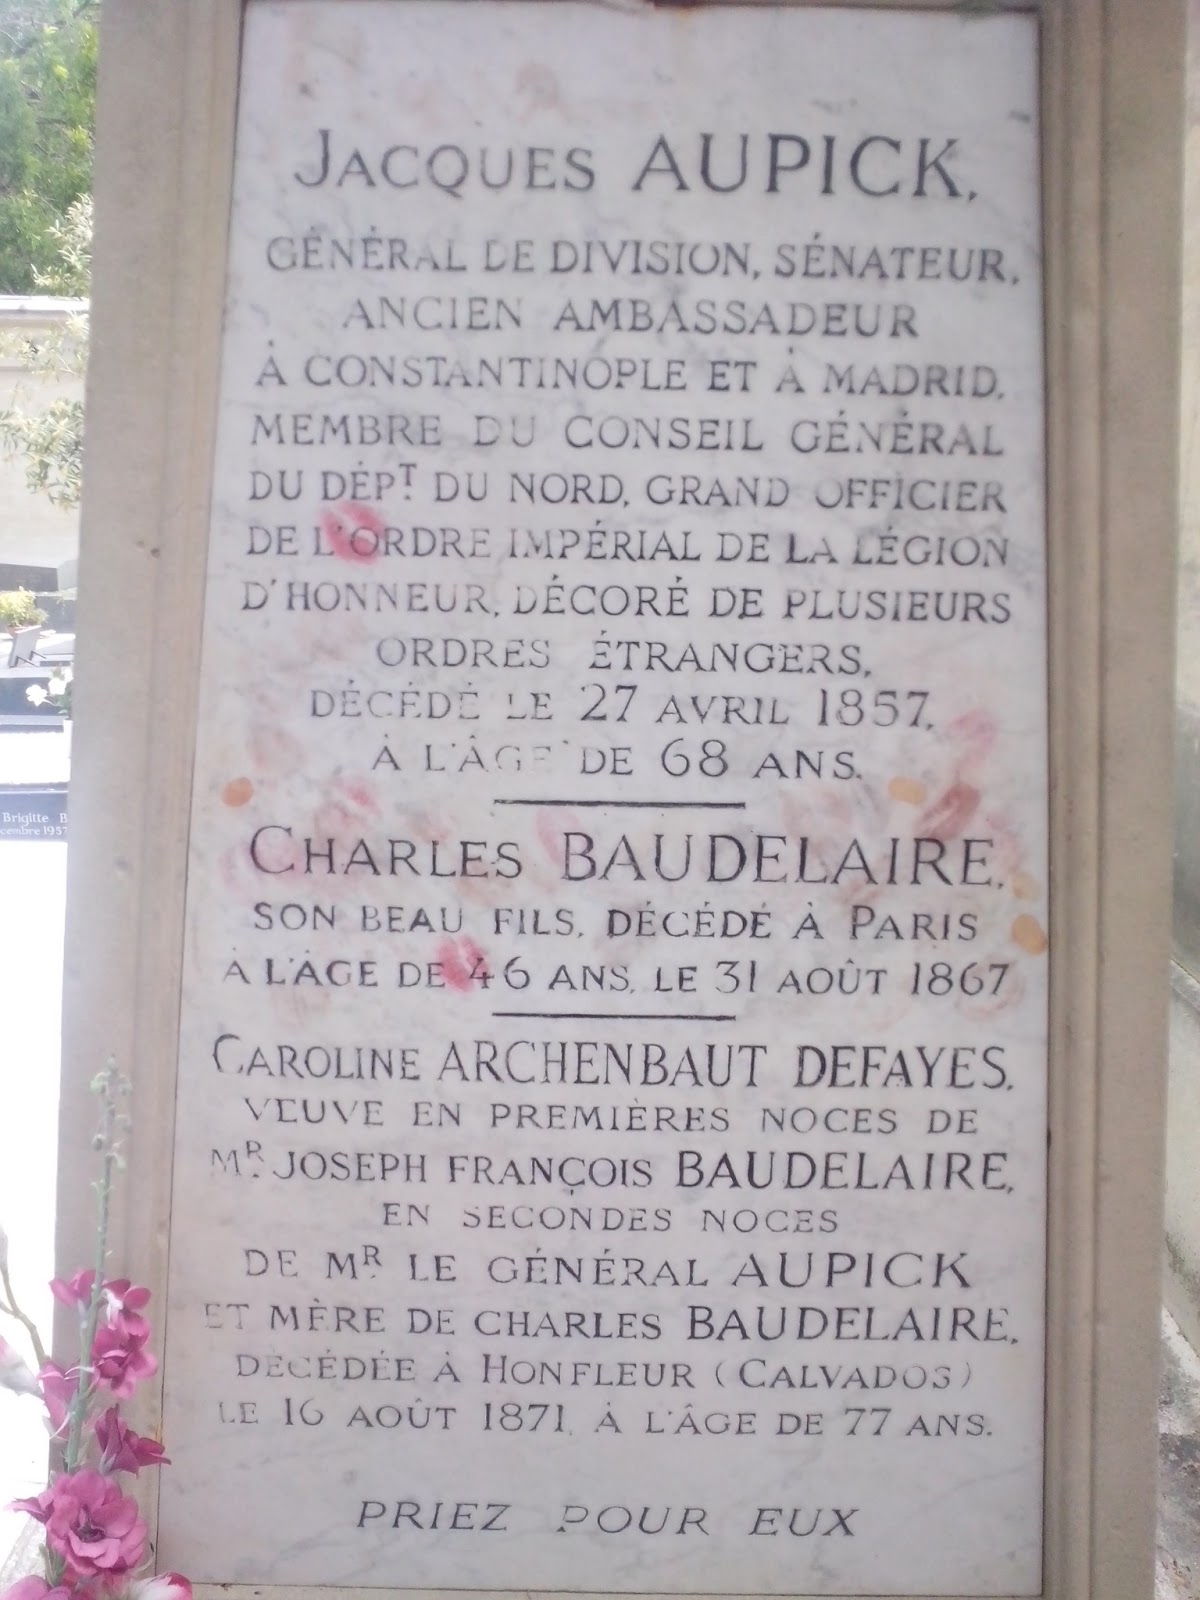 JACQUES AUPICK,
GÉNÉRAL DE DIVISION, SÉNATEUR,
ANCIEN AMBASSADEUR
À CONSTANTINOPLE ET À MADRID,
MEMBRE DU CONSEIL GÉNÉRAL
DU DÉPT. DU NORD, GRAND OFFICIER
DE L'ORDRE IMPÉRIAL DE LA LÉGION
D'HONNEUR, DÉCORÉ DE PLUSIEURS
ORDRES ÉTRANGERS,
DÉCÉDÉ LE 27 AVRIL 1857,
À L'ÂGE DE 68 ANS.
CHARLES BAUDELAIRE,
SON BEAU FILS, DÉCÉDÉ À PARIS
À L'ÂGE DE 46 ANS, LE 31 AOÛT 1867
CAROLINE ARCHENBAUT DEFAYES,
VEUVE EN PREMIÈRES NOCES DE
MR. JOSEPH FRANÇOIS BAUDELAIRE,
EN SECONDES NOCES
DE MR. LE GÉNÉRAL AUPICK
ET MÈRE DE CHARLES BAUDELAIRE,
DÉCÉDÉE À HONFLEUR (CALVADOS)
LE 16 AOÛT 1871, À L'ÂGE DE 77 ANS.
PRIEZ POUR EUX
Brigitte B
cembre 1957